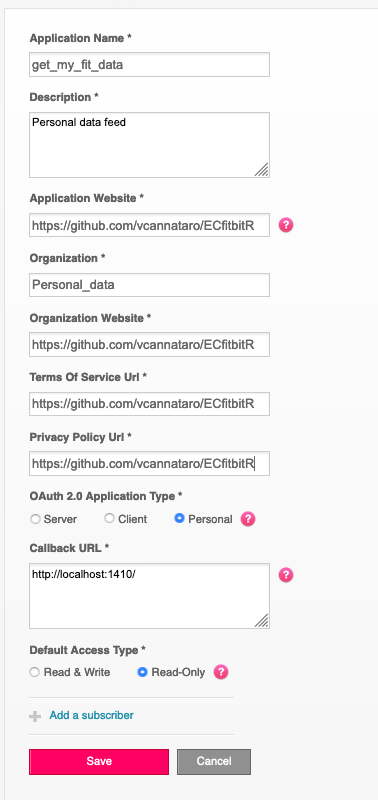 Application Name *
get_my_fit_data
Description *
Personal data feed
Application Website *
https://github.com/vcannataro/ECfitbitR
?
Organization *
Personal_data
Organization Website *
https://github.com/vcannataro/ECfitbitR
Terms Of Service Url *
https://github.com/vcannataro/ECfitbitR
Privacy Policy Url *
https://github.com/vcannataro/ECfitbitR
OAuth 2.0 Application Type *
Server Client Personal ?
Callback URL *
http://localhost:1410/
?
Default Access Type *
Read & Write Read-Only ?
Add a subscriber
Save Cancel